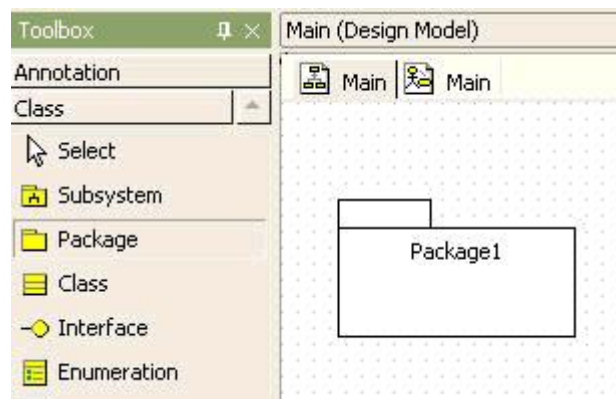 Toolbox
Annotation
Class
Select
Subsystem
Package
Class
Interface
Enumeration
Main (Design Model)
Main
Main
Package1